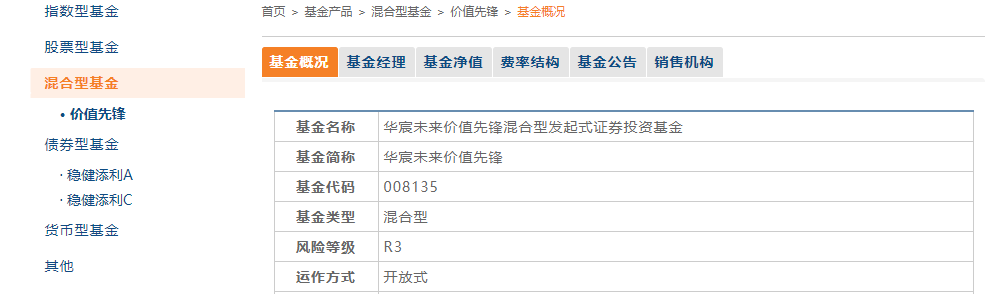 指数型基金
股票型基金
混合型基金
• 价值先锋
债券型基金
· 稳健添利A
· 稳健添利C
货币型基金
其他
首页 > 基金产品 > 混合型基金 > 价值先锋 > 基金概况
基金概况 基金经理 基金净值 费率结构 基金公告 销售机构
基金名称 华宸未来价值先锋混合型发起式证券投资基金
基金简称 华宸未来价值先锋
基金代码 008135
基金类型 混合型
风险等级 R3
运作方式 开放式